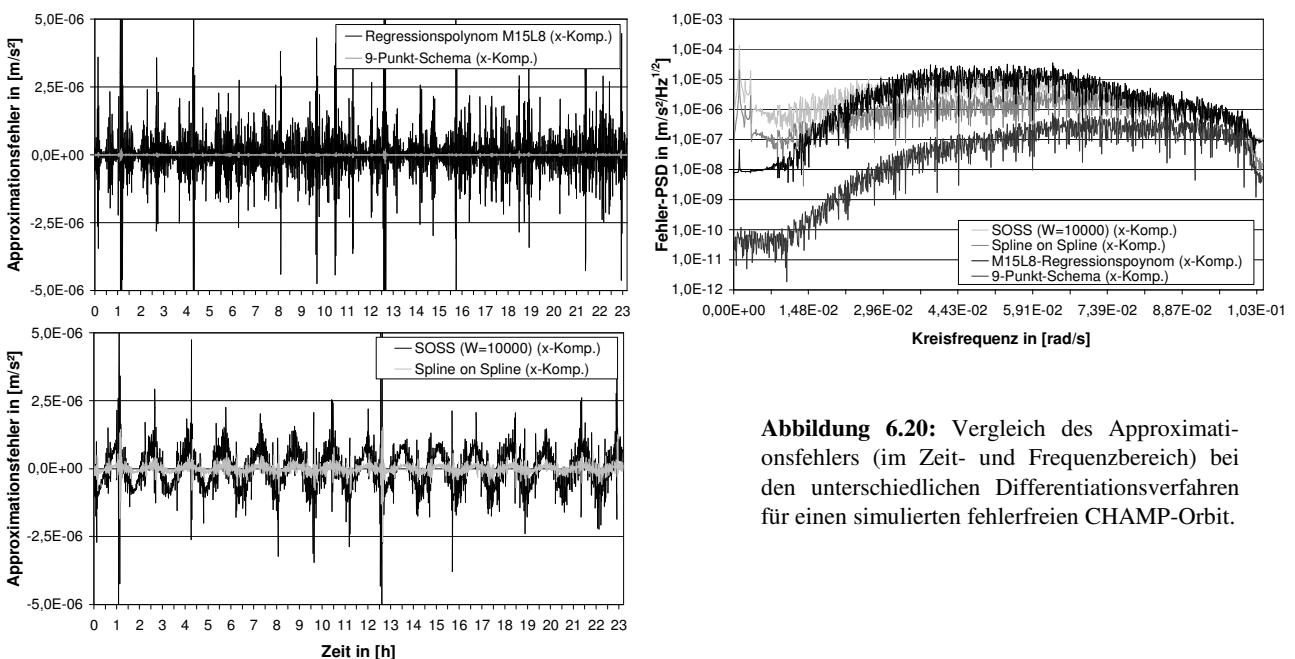 5,0E-06
2,5E-06
0,0E+00
-2,5E-06
-5,0E-06
Approximationsfehler in [m/s²]
Regressionspolynom M15L8 (x-Komp.)
9-Punkt-Schema (x-Komp.)
0 1 2 3 4 5 6 7 8 9 10 11 12 13 14 15 16 17 18 19 20 21 22 23
5,0E-06
2,5E-06
0,0E+00
-2,5E-06
-5,0E-06
Approximationsfehler in [m/s²]
SOSS (W=10000) (x-Komp.)
Spline on Spline (x-Komp.)
0 1 2 3 4 5 6 7 8 9 10 11 12 13 14 15 16 17 18 19 20 21 22 23
Zeit in [h]
1,0E-03
1,0E-04
1,0E-05
1,0E-06
1,0E-07
1,0E-08
1,0E-09
1,0E-10
1,0E-11
1,0E-12
Fehler-PSD in [m/s²/Hz^1/2]
SOSS (W=10000) (x-Komp.)
Spline on Spline (x-Komp.)
M15L8-Regressionspoynom (x-Komp.)
9-Punkt-Schema (x-Komp.)
0,00E+00 1,48E-02 2,96E-02 4,43E-02 5,91E-02 7,39E-02 8,87E-02 1,03E-01
Kreisfrequenz in [rad/s]
Abbildung 6.20: Vergleich des Approximati-
onsfehlers (im Zeit- und Frequenzbereich) bei
den unterschiedlichen Differentiationsverfahren
für einen simulierten fehlerfreien CHAMP-Orbit.